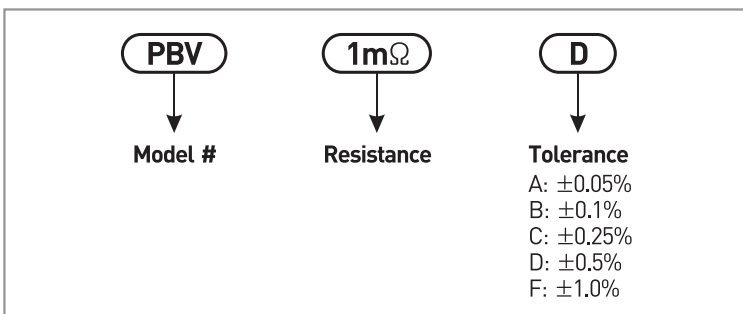 PBV 1mΩ D
Model # Resistance Tolerance
A: ±0.05%
B: ±0.1%
C: ±0.25%
D: ±0.5%
F: ±1.0%